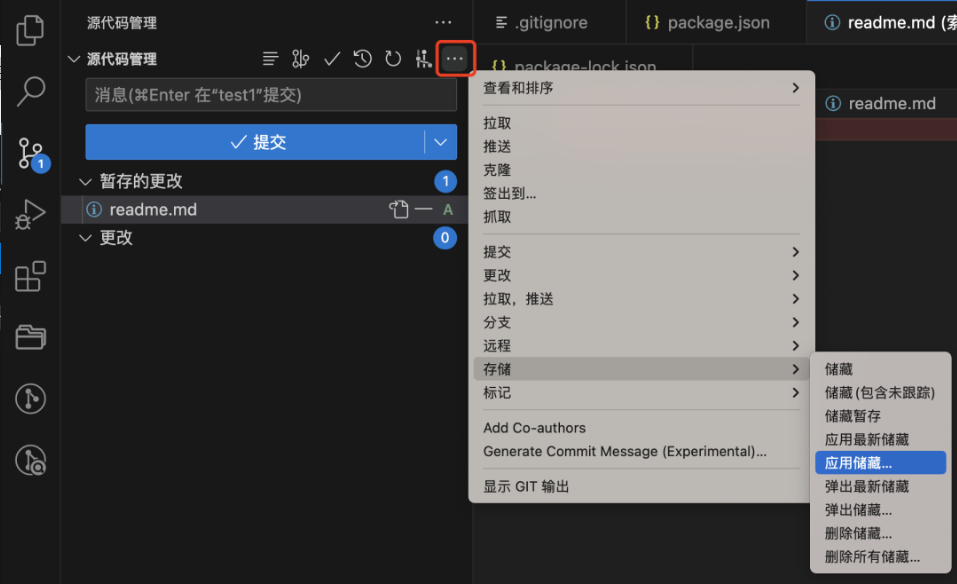 源代码管理
源代码管理
消息(⌘Enter 在“test1”提交)
提交
暂存的更改
1
readme.md
A
更改
0
1
.gitignore
{} package.json
readme.md (索
{} package-lock.json
readme.md
查看和排序
拉取
推送
克隆
签出到...
抓取
提交
更改
拉取，推送
分支
远程
存储
标记
Add Co-authors
Generate Commit Message (Experimental)...
显示 GIT 输出
储藏
储藏(包含未跟踪)
储藏暂存
应用最新储藏
应用储藏...
弹出最新储藏
弹出储藏...
删除储藏...
删除所有储藏...